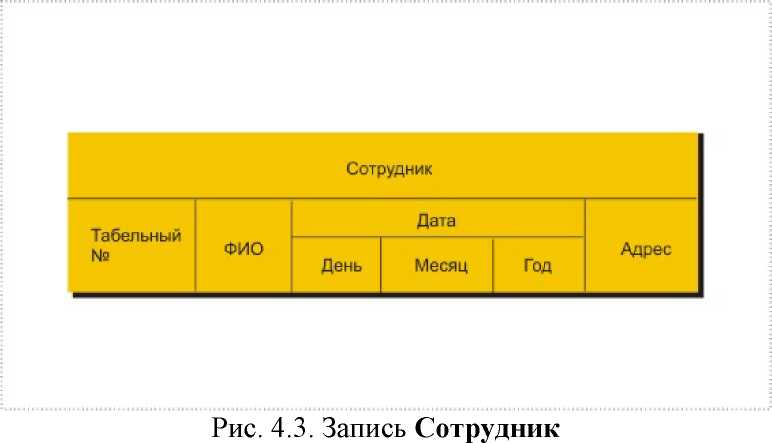 Сотрудник
Табельный
№
ФИО
Дата
День Месяц Год
Адрес
Рис. 4.3. Запись Сотрудник